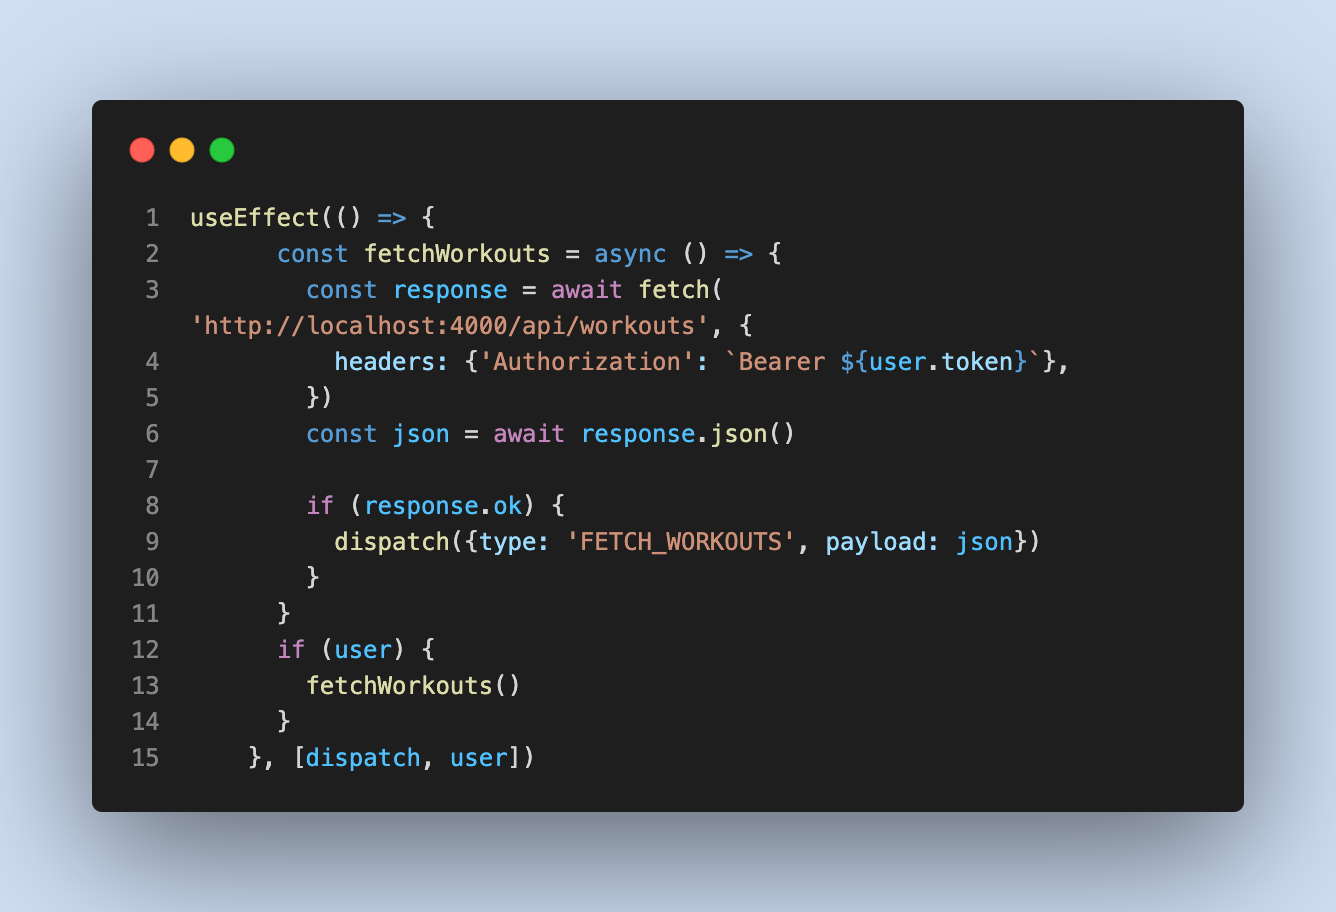 1 useEffect(() => {
2       const fetchWorkouts = async () => {
3         const response = await fetch(
'http://localhost:4000/api/workouts', {
4           headers: {'Authorization': `Bearer ${user.token}`},
5         })
6         const json = await response.json()
7
8         if (response.ok) {
9           dispatch({type: 'FETCH_WORKOUTS', payload: json})
10         }
11       }
12       if (user) {
13         fetchWorkouts()
14       }
15     }, [dispatch, user])